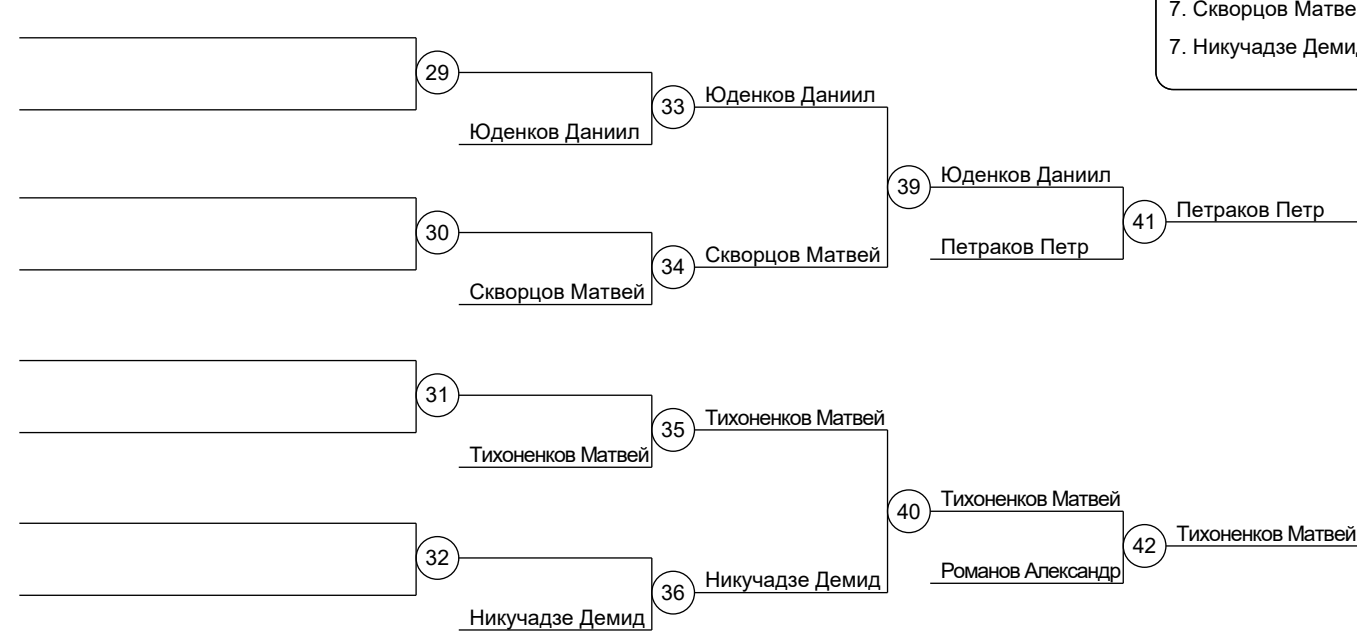 7. Скворцов Матве
7. Никучадзе Деми
29
Юденков Даниил
33
Юденков Даниил
39
Юденков Даниил
41
Петраков Петр
30
Петраков Петр
34
Скворцов Матвей
Скворцов Матвей
31
35
Тихоненков Матвей
Тихоненков Матвей
40
Тихоненков Матвей
42
Тихоненков Матвей
32
Романов Александр
36
Никучадзе Демид
Никучадзе Демид